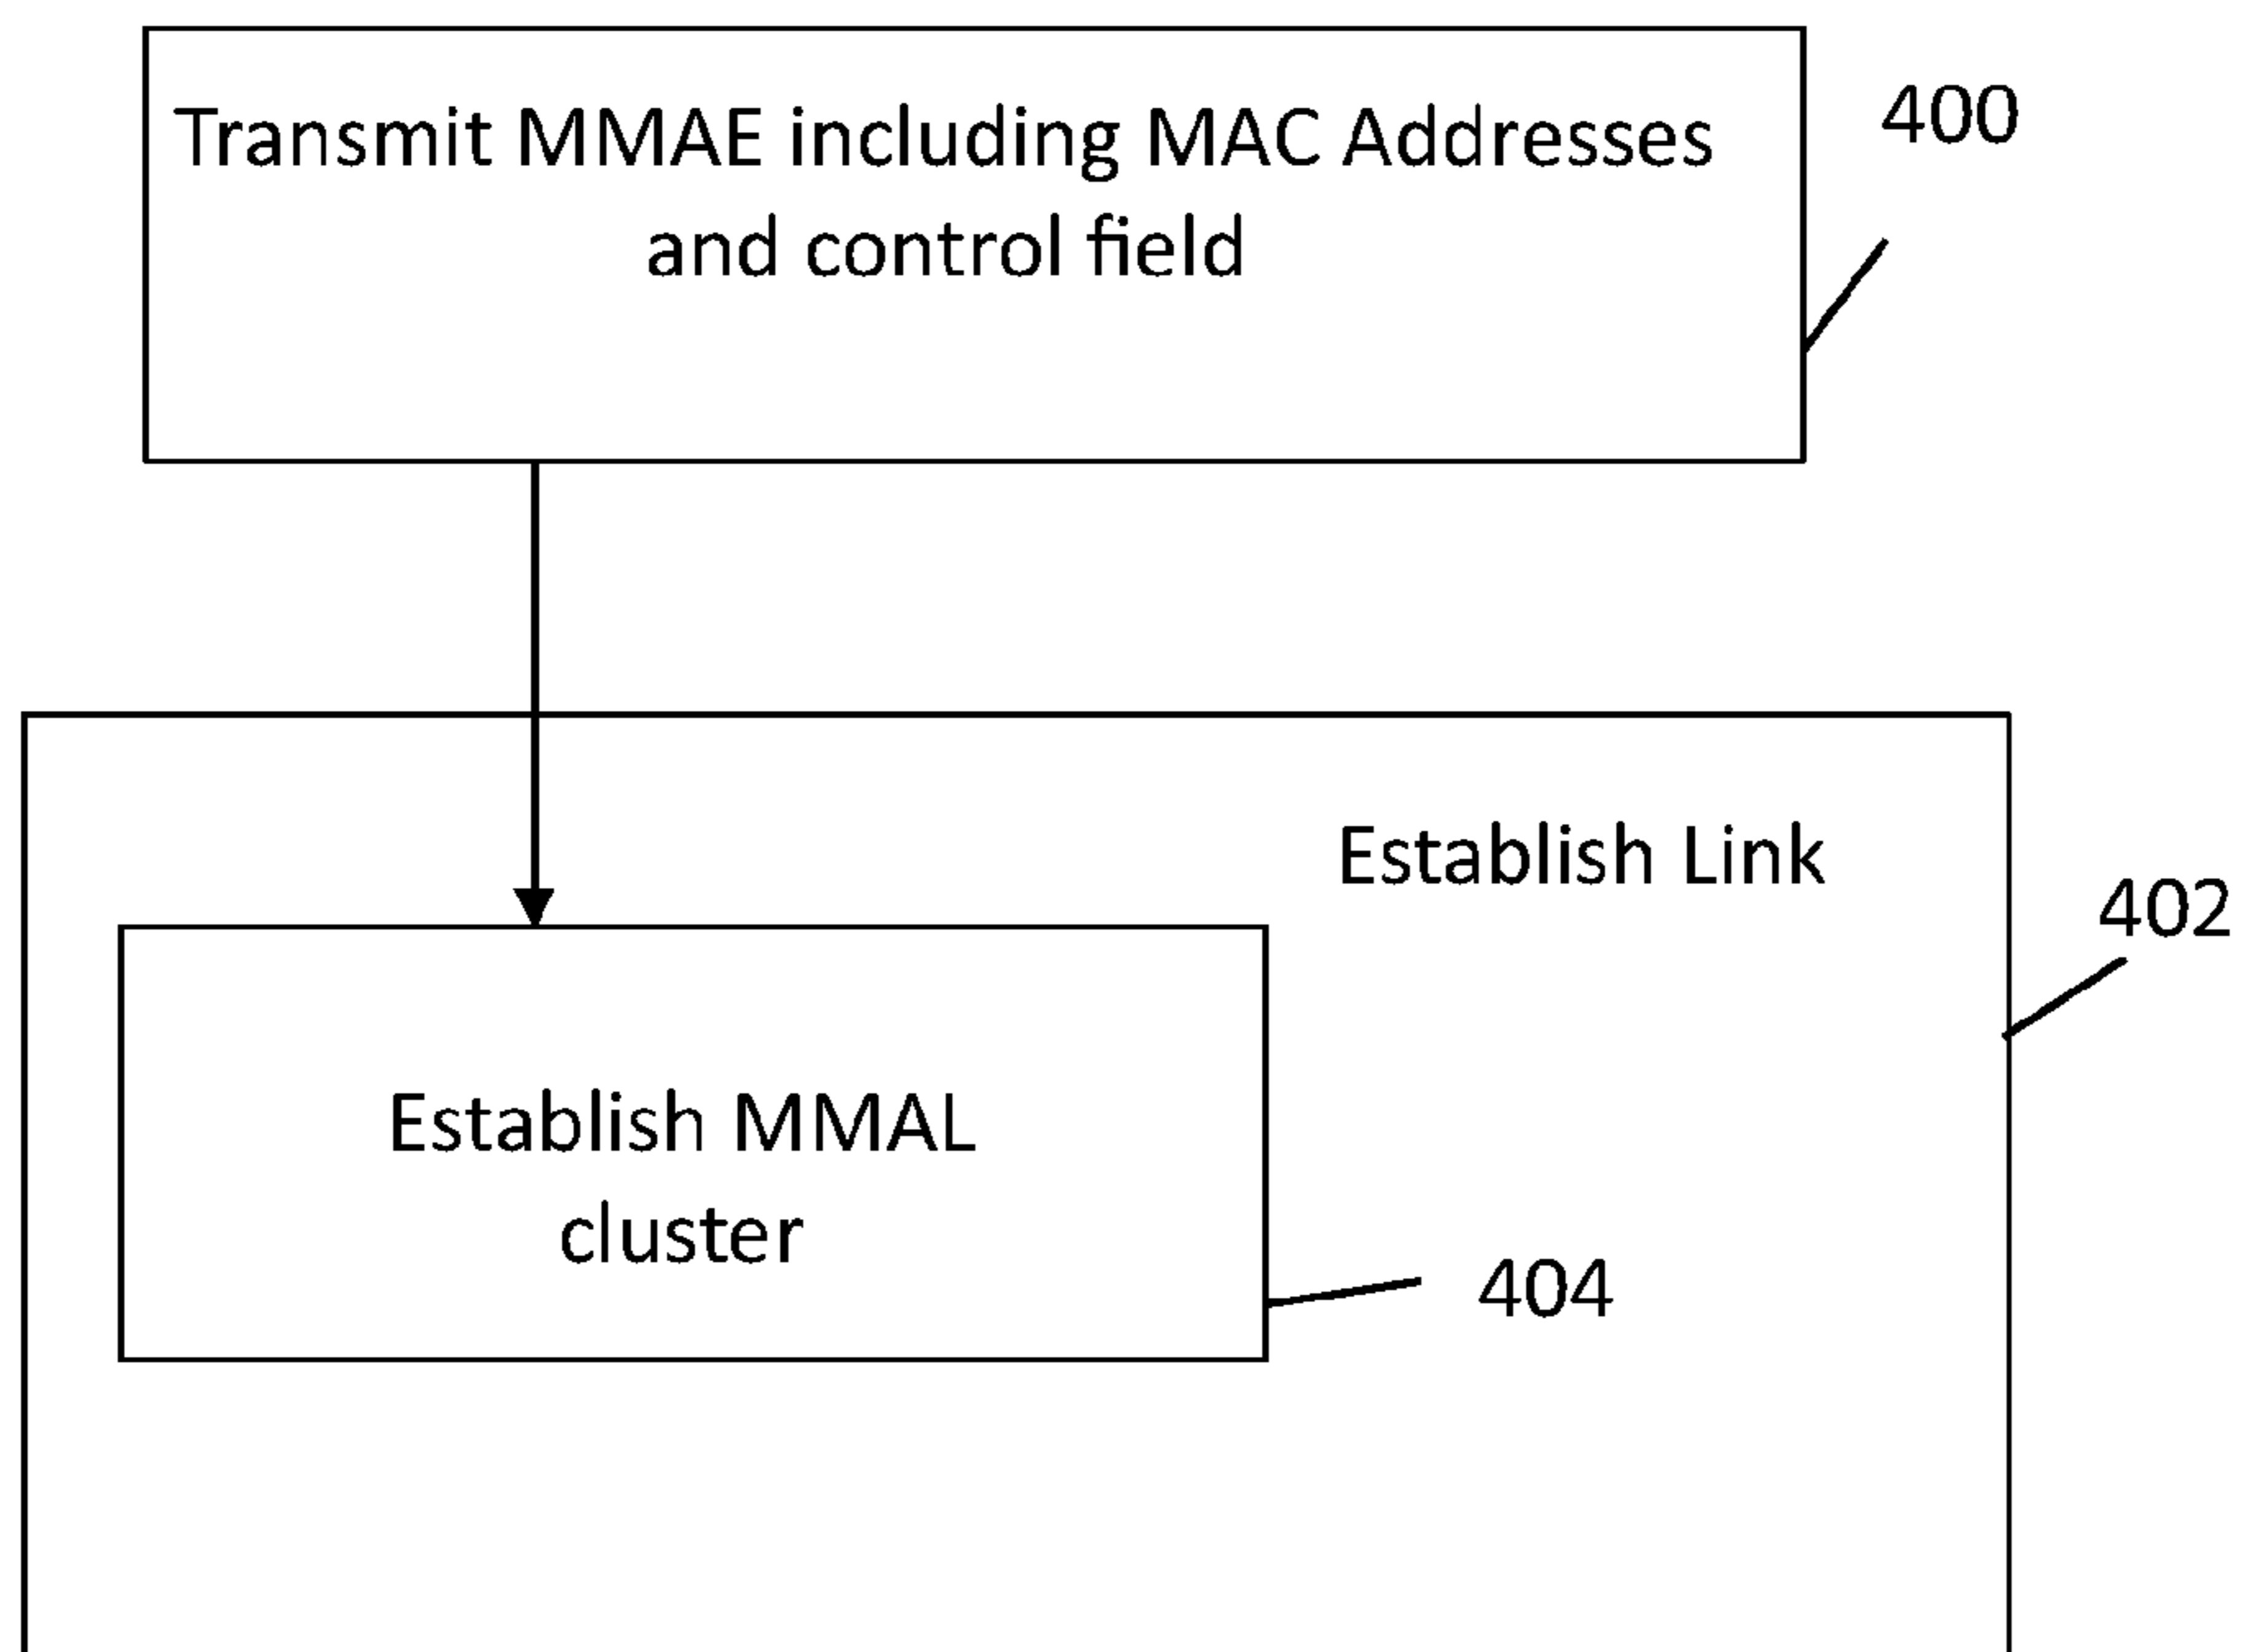 Transmit MMAE including MAC Addresses
and control field
400
Establish Link
402
Establish MMAL
cluster
404